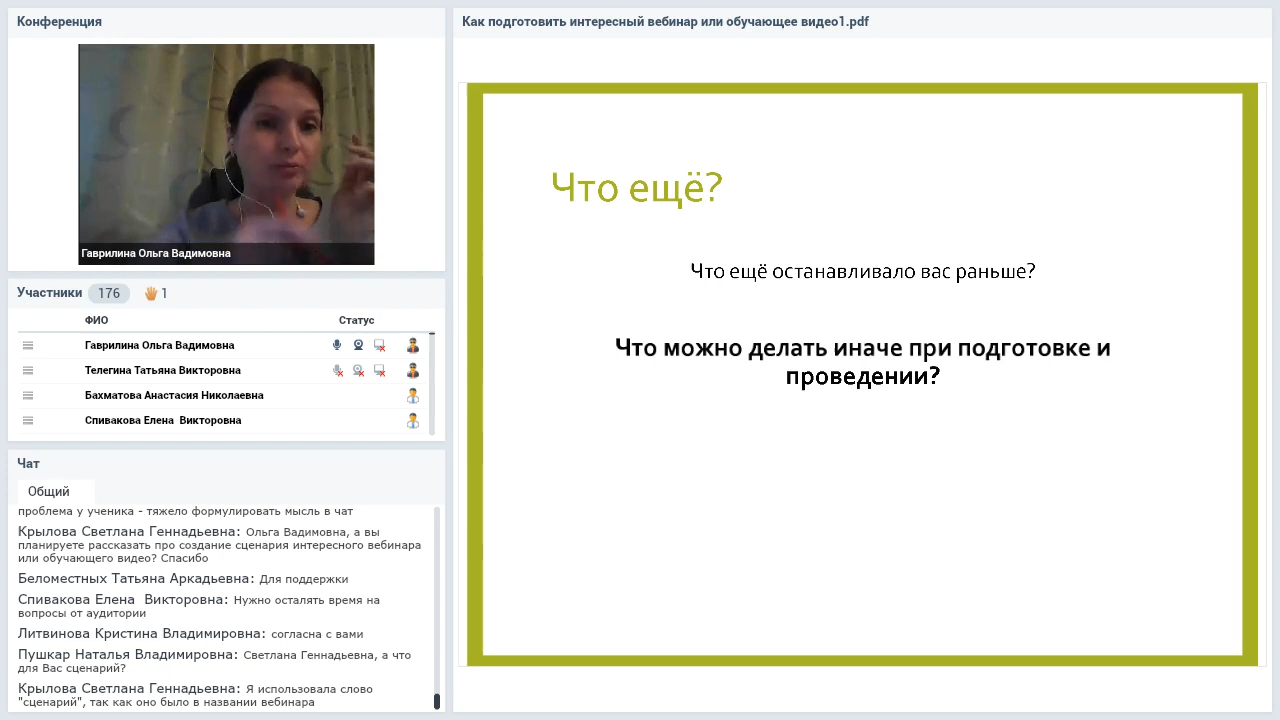 Конференция
Гаврилина Ольга Вадимовна
Участники 176 1
ФИО Статус
Гаврилина Ольга Вадимовна
Телегина Татьяна Викторовна
Бахматова Анастасия Николаевна
Спивакова Елена Викторовна
Чат
Общий
проблема у ученика - тяжело формулировать мысль в чат
Крылова Светлана Геннадьевна: Ольга Вадимовна, а вы
планируете рассказать про создание сценария интересного вебинара
или обучающего видео? Спасибо
Беломестных Татьяна Аркадьевна: Для поддержки
Спивакова Елена Викторовна: Нужно осталять время на
вопросы от аудитории
Литвинова Кристина Владимировна: согласна с вами
Пушкар Наталья Владимировна: Светлана Геннадьевна, а что
для Вас сценарий?
Крылова Светлана Геннадьевна: Я использовала слово
"сценарий", так как оно было в названии вебинара
Как подготовить интересный вебинар или обучающее видео1.pdf
Что ещё?
Что ещё останавливало вас раньше?
Что можно делать иначе при подготовке и
проведении?